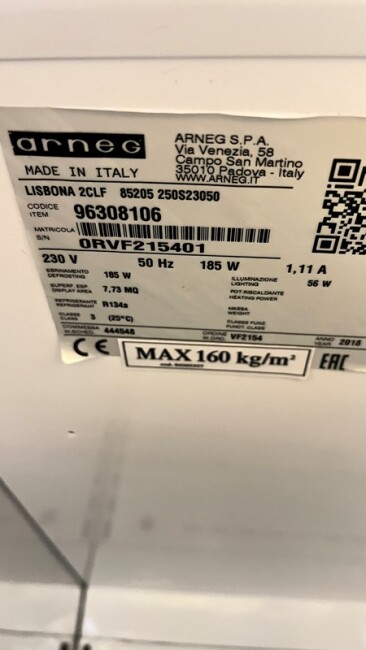 arneg
ARNEG S.P.A.
Via Venezia, 58
Campo San Martino
35010 Padova - Italy
WWW.ARNEG.IT
MADE IN ITALY
LISBONA 2CLF 85205 250S23050
CODICE
ITEM 96308106
MATRICOLA
S/N 0RVF215401
230 V 50 Hz 185 W 1,11 A
SBRINAMENTO
DEFROSTING 185 W
ILLUMINAZIONE
LIGHTING 56 W
SUPERF. ESP.
DISPLAY AREA 7,73 MQ
POT.RISCALDANTE
HEATING POWER
REFRIGERANTE
REFRIGERANT R134a
MASSA
WEIGHT
CLASSE
CLASS 3 (25°C)
CLASSE FUNZ.
FUNCT. CLASS
COMMESSA
W.SCHED. 444548
ORDINE
W.ORD. VF2154
ANNO
YEAR 2018
CE
MAX 160 kg/m²
EAC